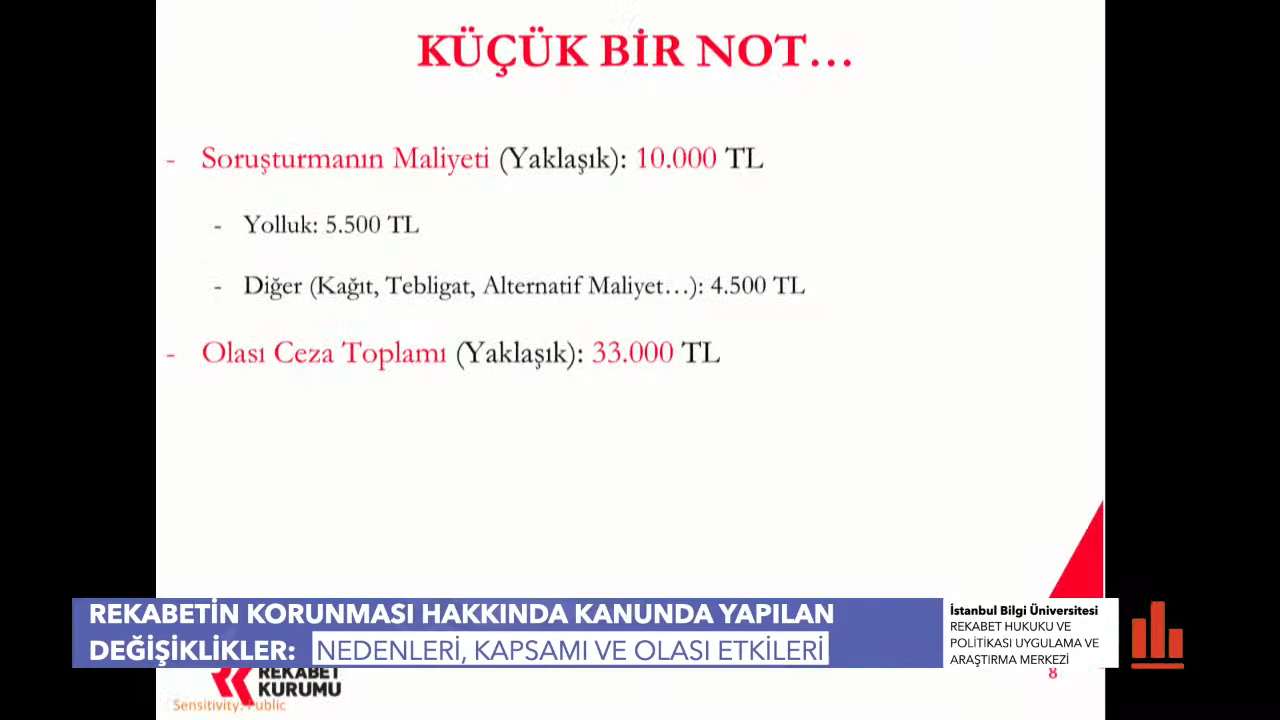 KÜÇÜK BİR NOT…
- Soruşturmanın Maliyeti (Yaklaşık): 10.000 TL
- Yolluk: 5.500 TL
- Diğer (Kağıt, Tebligat, Alternatif Maliyet…): 4.500 TL
- Olası Ceza Toplamı (Yaklaşık): 33.000 TL
REKABETİN KORUNMASI HAKKINDA KANUNDA YAPILAN
DEĞİŞİKLİKLER: NEDENLERİ, KAPSAMI VE OLASI ETKİLERİ
İstanbul Bilgi Üniversitesi
REKABET HUKUKU VE
POLİTİKASI UYGULAMA VE
ARAŞTIRMA MERKEZİ
REKABET
KURUMU
8
Sensitivity: Public